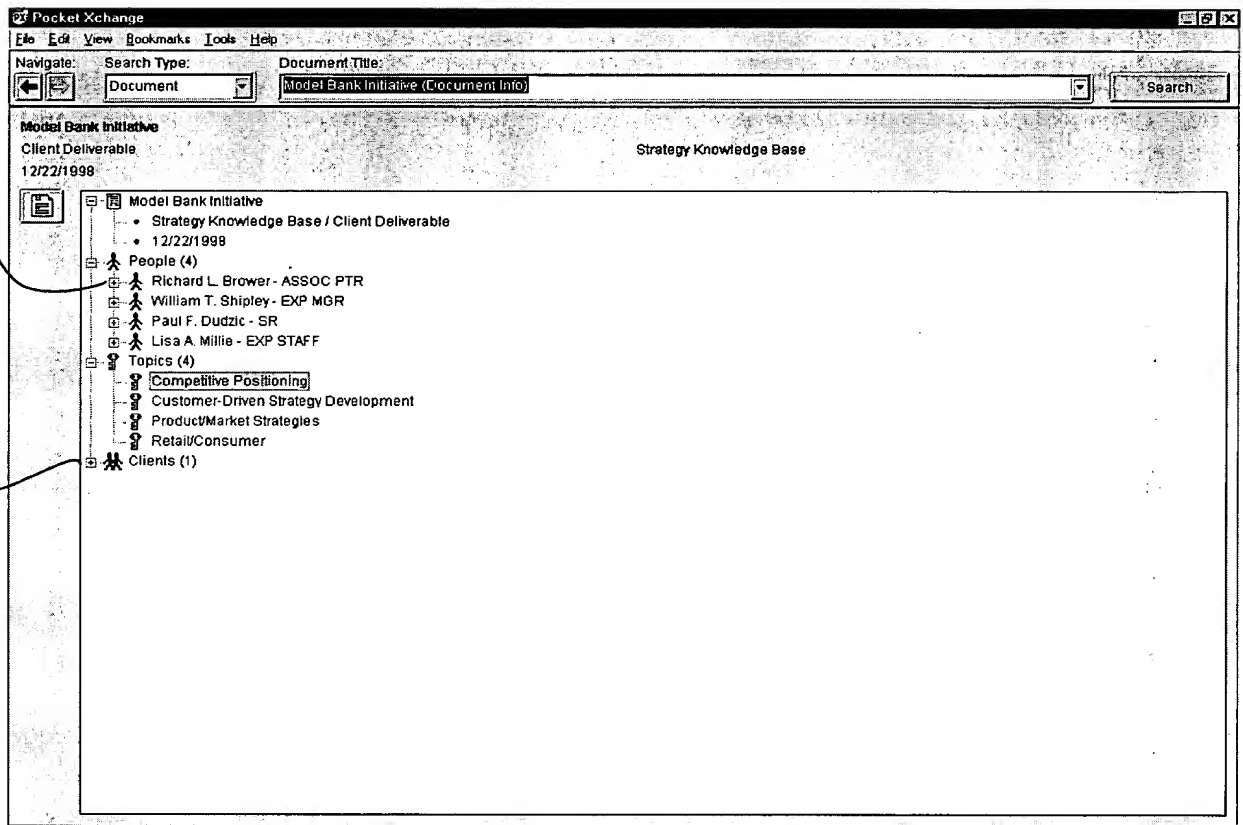 Pocket Xchange
File Edit View Bookmarks Tools Help
Navigate: Search Type: Document Title:
Document Model Bank Initiative (Document Info) Search
Model Bank Initiative
Client Deliverable Strategy Knowledge Base
12/22/1998
Model Bank Initiative
• Strategy Knowledge Base / Client Deliverable
• 12/22/1998
People (4)
Richard L. Brower - ASSOC PTR
William T. Shipley - EXP MGR
Paul F. Dudzic - SR
Lisa A. Millie - EXP STAFF
Topics (4)
Competitive Positioning
Customer-Driven Strategy Development
Product/Market Strategies
Retail/Consumer
Clients (1)